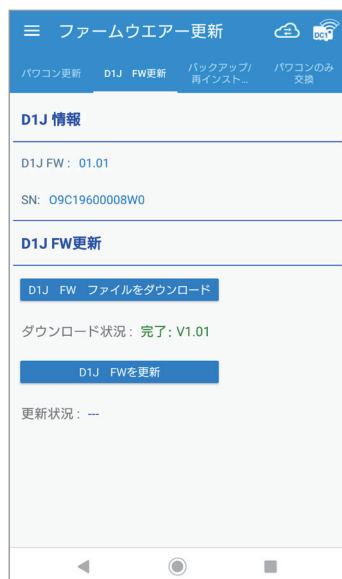 ファームウエアー更新
DC1
パワコン更新
D1J FW更新
バックアップ/
再インスト...
パワコンのみ
交換
D1J 情報
D1J FW : 01.01
SN: O9C19600008W0
D1J FW更新
D1J FW ファイルをダウンロード
ダウンロード状況 : 完了: V1.01
D1J FWを更新
更新状況 : ---